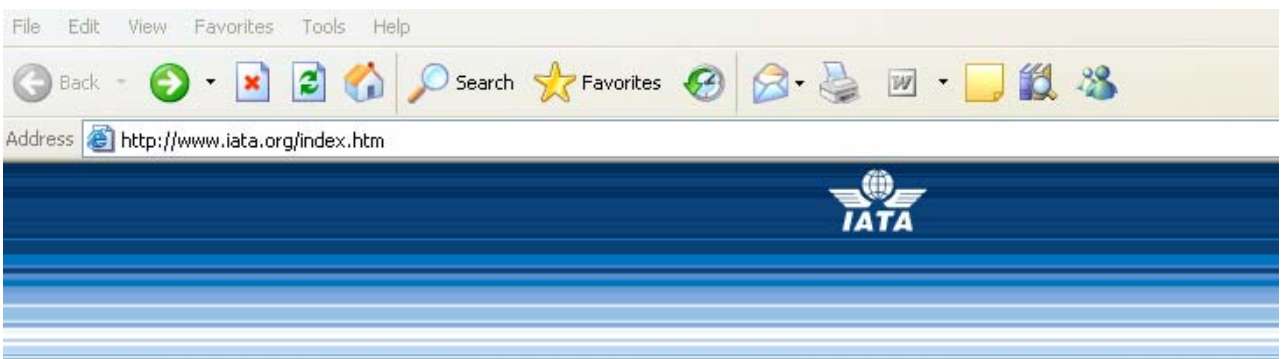 File Edit View Favorites Tools Help
Back Search Favorites W
Address http://www.iata.org/index.htm
IATA